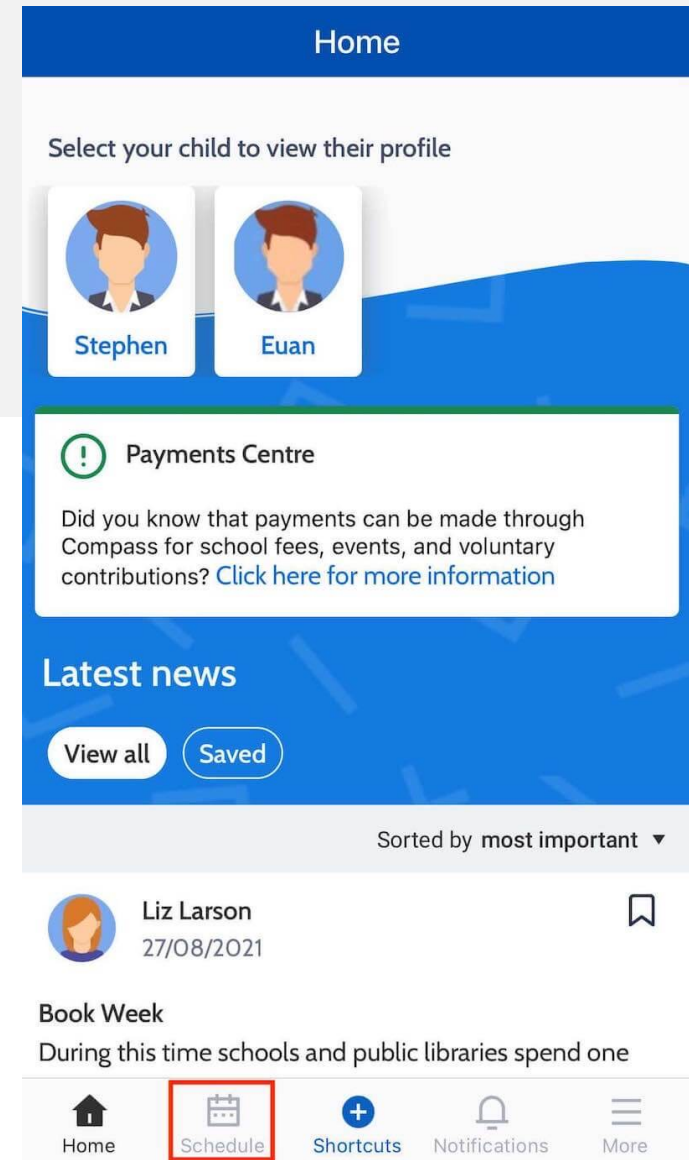 Home
Select your child to view their profile
Stephen
Euan
Payments Centre
Did you know that payments can be made through
Compass for school fees, events, and voluntary
contributions? Click here for more information
Latest news
View all
Saved
Sorted by most important
Liz Larson
27/08/2021
Book Week
During this time schools and public libraries spend one
Home
Schedule
Shortcuts
Notifications
More